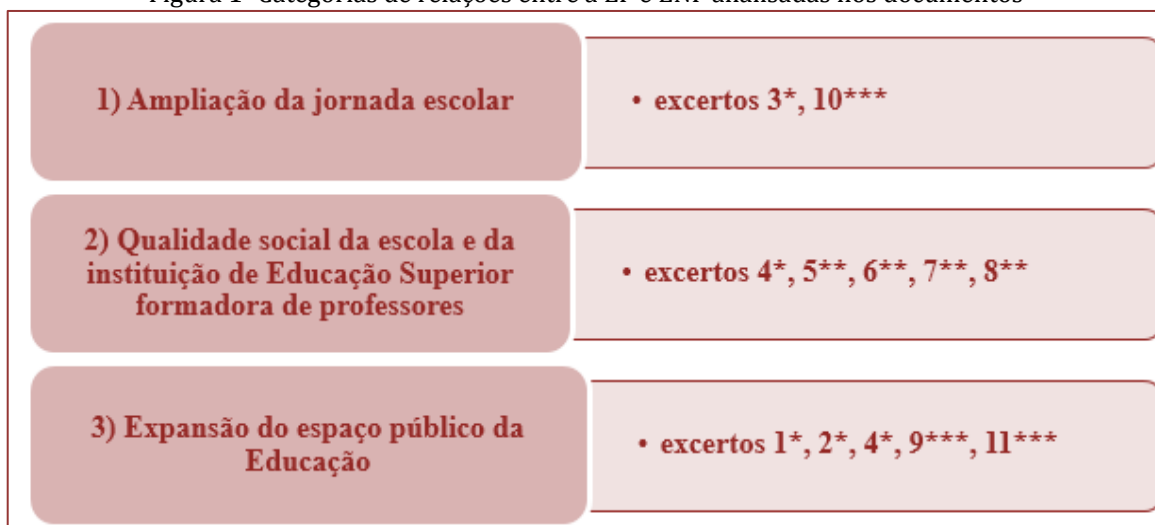 Figura 1- Categorias de relações entre a EF e ENF analisadas nos documentos
1) Ampliação da jornada escolar
• excertos 3*, 10***
2) Qualidade social da escola e da
instituição de Educação Superior
formadora de professores
• excertos 4*, 5**, 6**, 7**, 8**
3) Expansão do espaço público da
Educação
• excertos 1*, 2*, 4*, 9***, 11***